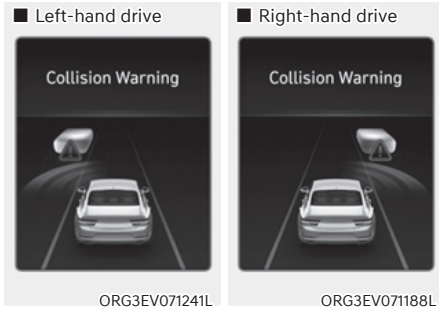 ■ Left-hand drive
Collision Warning
ORG3EV071241L
■ Right-hand drive
Collision Warning
ORG3EV071188L